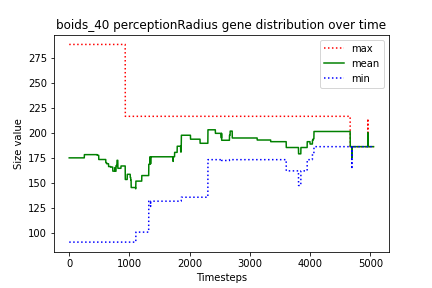 boids_40 perceptionRadius gene distribution over time
max
mean
min
Size value
275
250
225
200
175
150
125
100
0 1000 2000 3000 4000 5000
Timesteps